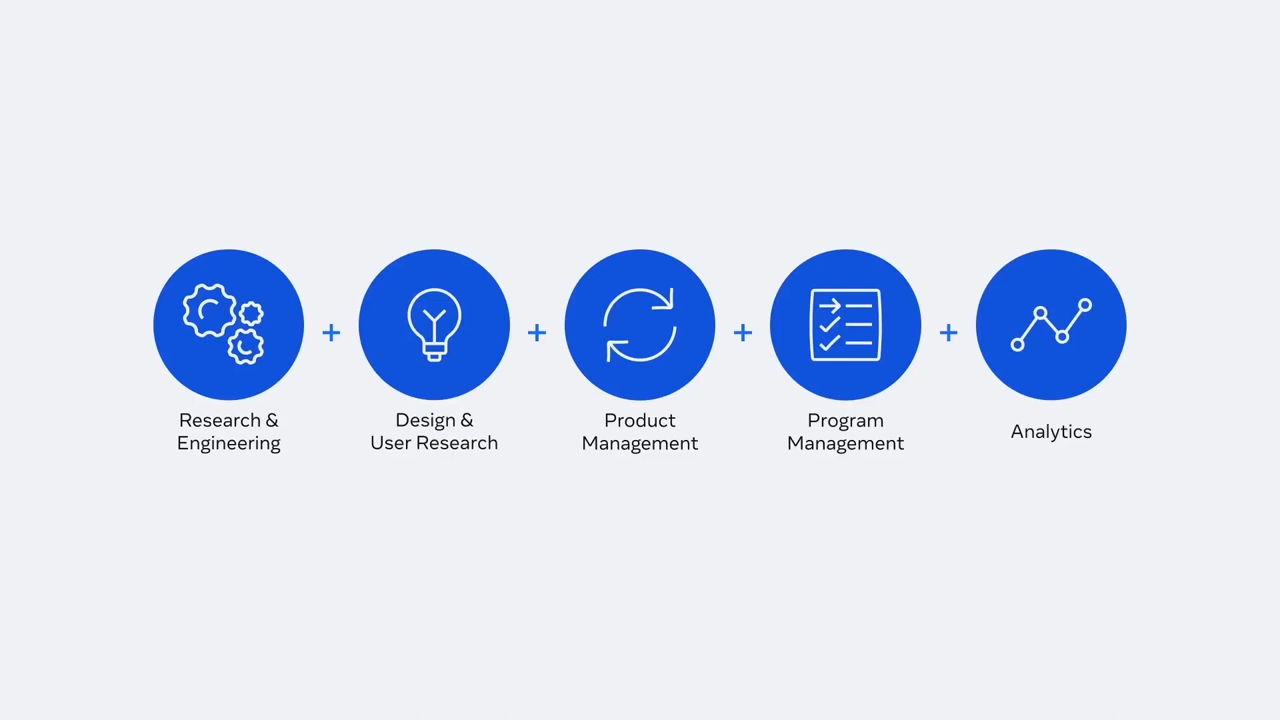 Research &
Engineering
+
Design &
User Research
+
Product
Management
+
Program
Management
+
Analytics